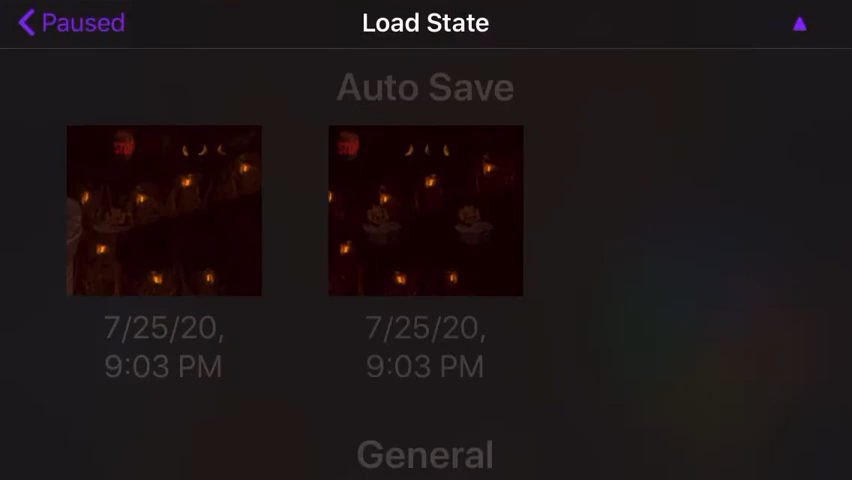 Paused
Load State
Auto Save
7/25/20,
9:03 PM
7/25/20,
9:03 PM
General